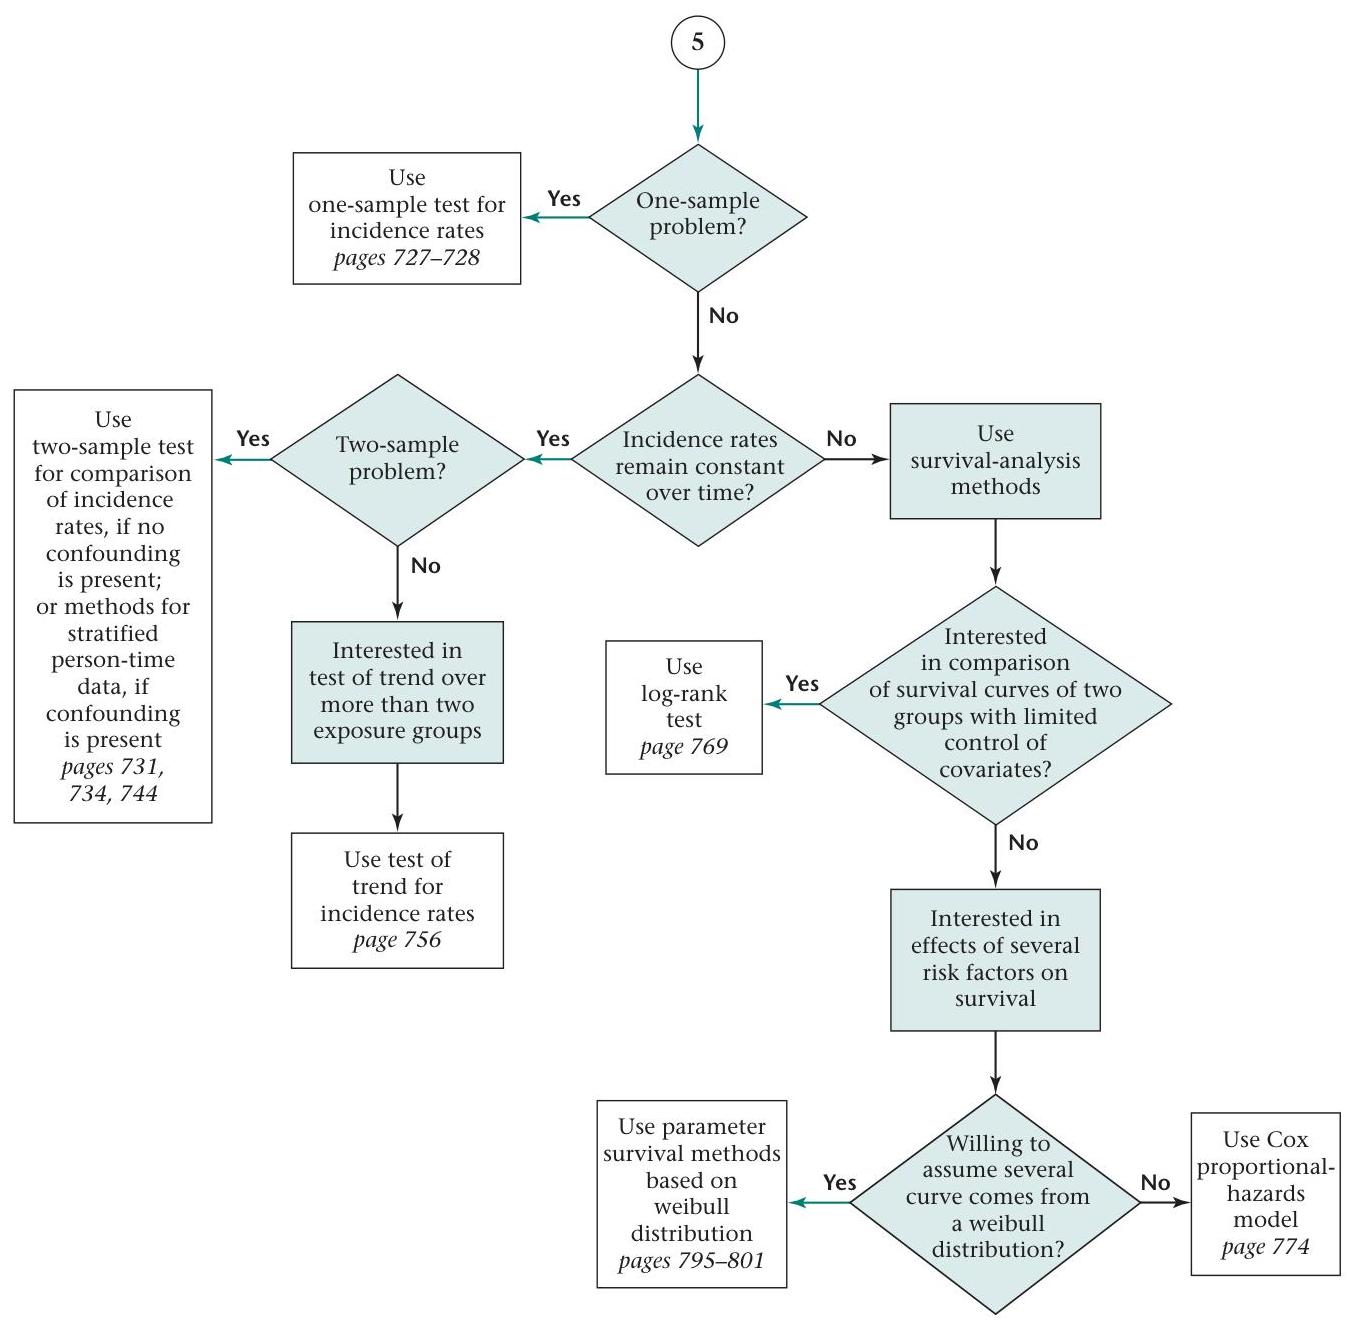 5
Use
one-sample test for
incidence rates
pages 727–728
Yes
One-sample
problem?
No
Use
two-sample test
for comparison
of incidence
rates, if no
confounding
is present;
or methods for
stratified
person-time
data, if
confounding
is present
pages 731,
734, 744
Yes
Two-sample
problem?
Yes
Incidence rates
remain constant
over time?
No
Use
survival-analysis
methods
No
Interested in
test of trend over
more than two
exposure groups
Use test of
trend for
incidence rates
page 756
Use
log-rank
test
page 769
Yes
Interested
in comparison
of survival curves of two
groups with limited
control of
covariates?
No
Interested in
effects of several
risk factors on
survival
Use parameter
survival methods
based on
weibull
distribution
pages 795–801
Yes
Willing to
assume several
curve comes from
a weibull
distribution?
No
Use Cox
proportional-
hazards
model
page 774